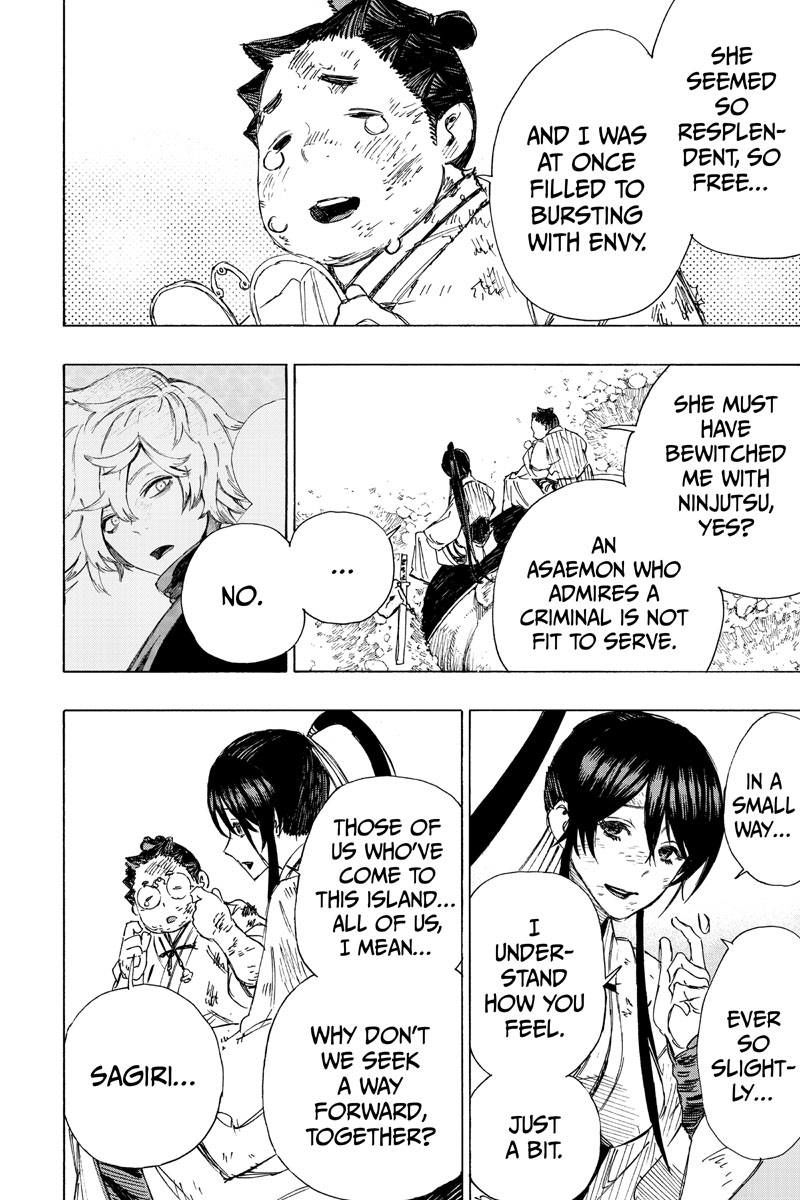 SHE
SEEMED
SO
RESPLEN-
DENT, SO
FREE...
AND I WAS
AT ONCE
FILLED TO
BURSTING
WITH ENVY.
SHE MUST
HAVE
BEWITCHED
ME WITH
NINJUTSU,
YES?
AN
ASAEMON WHO
ADMIRES A
CRIMINAL IS NOT
FIT TO SERVE.
...
NO.
IN A
SMALL
WAY...
EVER
SO
SLIGHT-
LY...
I
UNDER-
STAND
HOW YOU
FEEL.
JUST
A BIT.
THOSE OF
US WHO'VE
COME TO
THIS ISLAND...
ALL OF US,
I MEAN...
WHY DON'T
WE SEEK
A WAY
FORWARD,
TOGETHER?
SAGIRI...